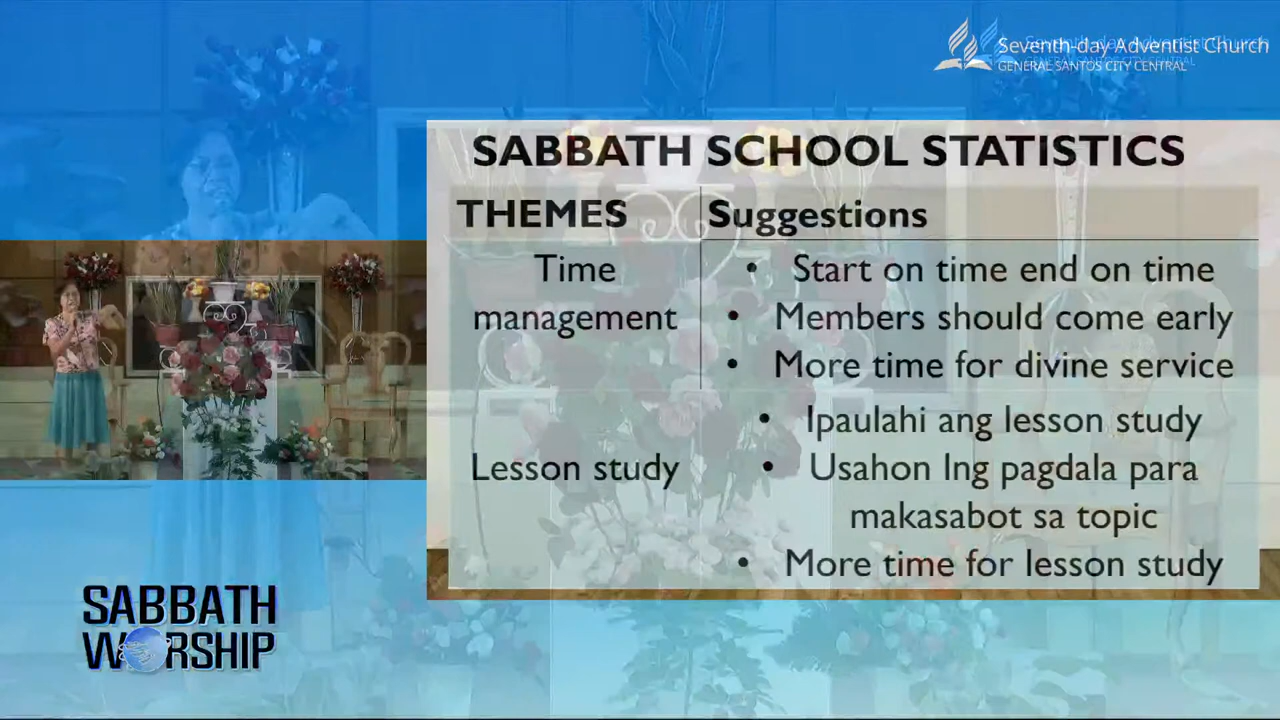 Seventh-day Adventist Church
GENERAL SANTOS CITY CENTRAL
SABBATH SCHOOL STATISTICS
THEMES
Suggestions
Time
management
• Start on time end on time
• Members should come early
• More time for divine service
Lesson study
• Ipaulahi ang lesson study
• Usahon lng pagdala para
makasabot sa topic
• More time for lesson study
SABBATH
WORSHIP